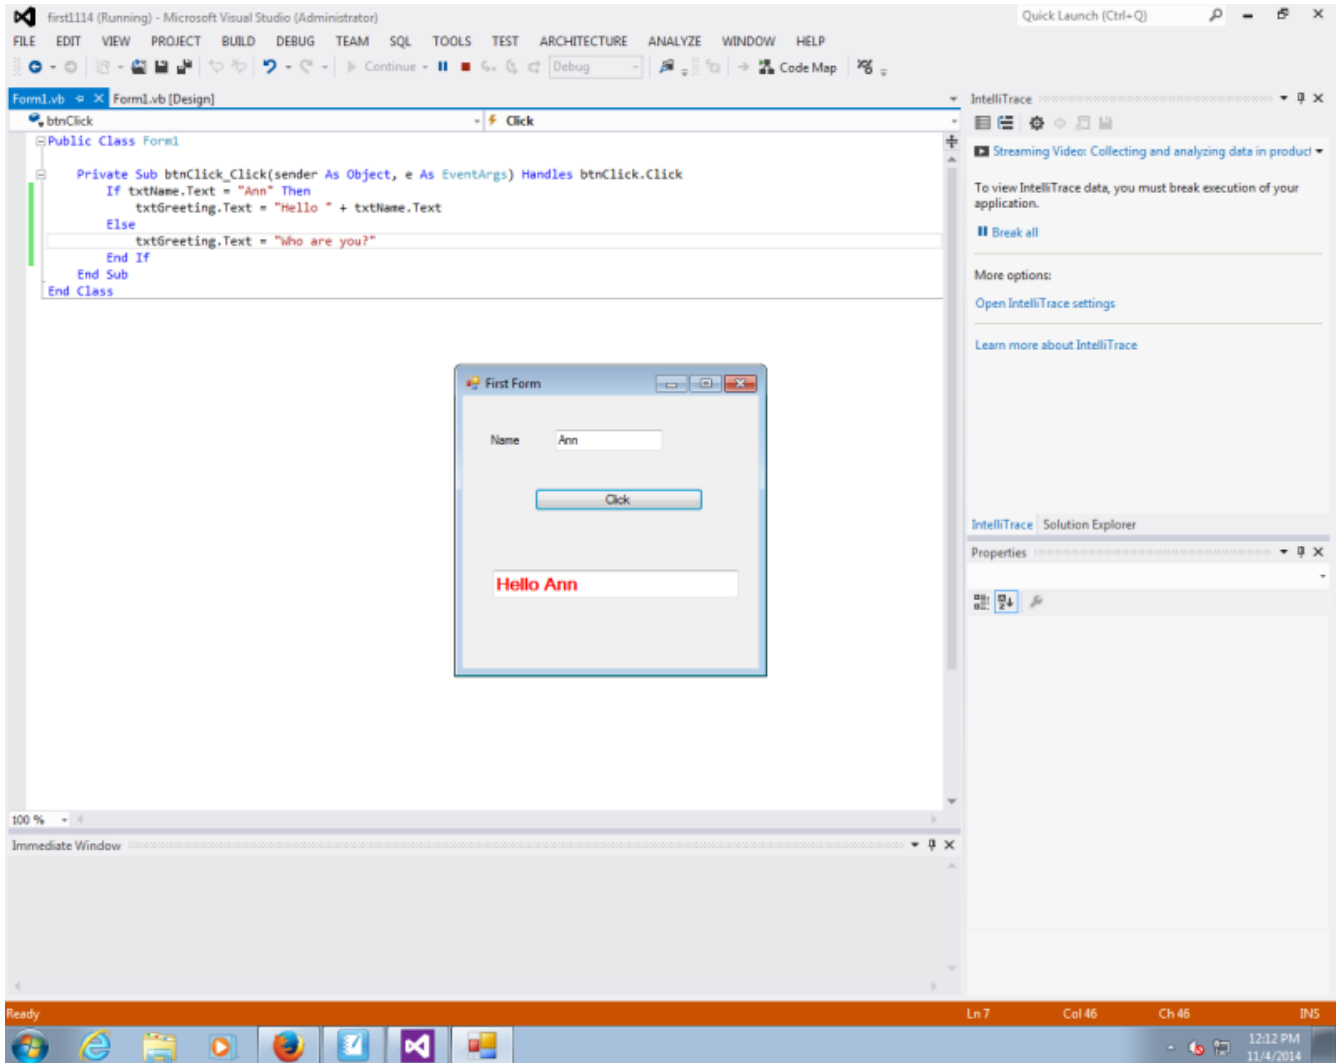 first1114 (Running) - Microsoft Visual Studio (Administrator)
Quick Launch (Ctrl+Q)
FILE EDIT VIEW PROJECT BUILD DEBUG TEAM SQL TOOLS TEST ARCHITECTURE ANALYZE WINDOW HELP
Continue Debug Code Map
Form1.vb Form1.vb [Design]
btnClick Click
Public Class Form1
Private Sub btnClick_Click(sender As Object, e As EventArgs) Handles btnClick.Click
If txtName.Text = "Ann" Then
txtGreeting.Text = "Hello " + txtName.Text
Else
txtGreeting.Text = "Who are you?"
End If
End Sub
End Class
First Form
Name Ann
Click
Hello Ann
100 %
Immediate Window
IntelliTrace
Streaming Video: Collecting and analyzing data in product
To view IntelliTrace data, you must break execution of your
application.
Break all
More options:
Open IntelliTrace settings
Learn more about IntelliTrace
IntelliTrace Solution Explorer
Properties
Ready Ln 7 Col 46 Ch 46 INS
12:12 PM
11/4/2014